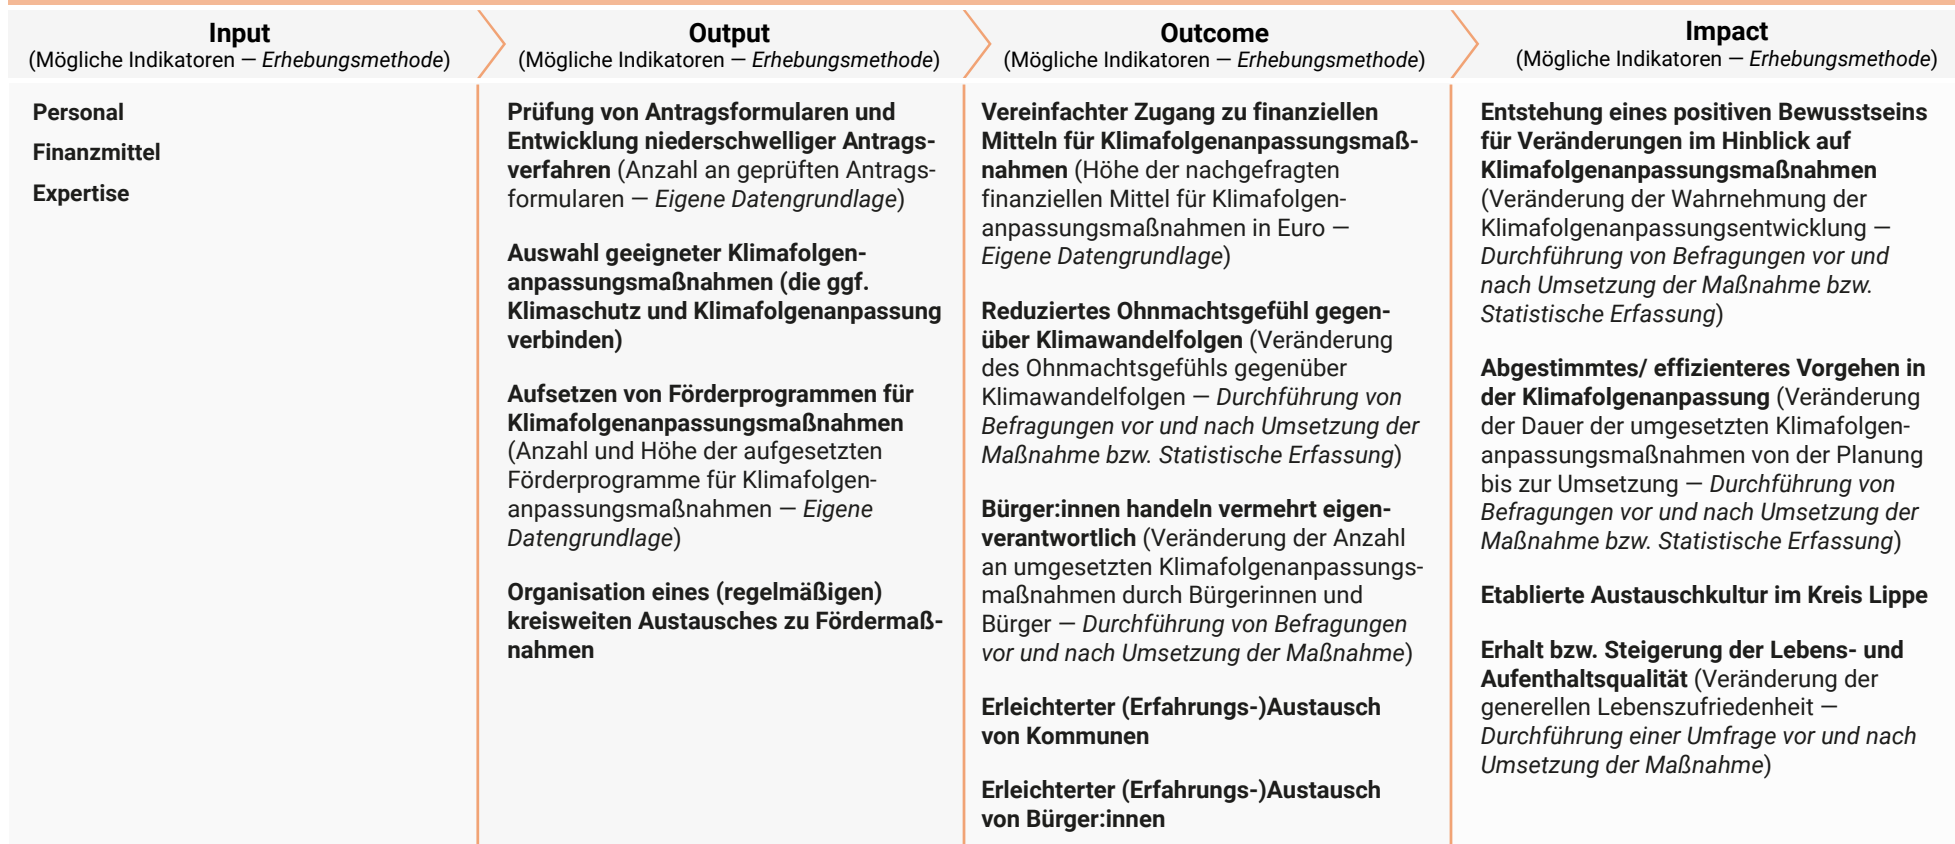 Input
(Mögliche Indikatoren — Erhebungsmethode)
Personal
Finanzmittel
Expertise
Output
(Mögliche Indikatoren — Erhebungsmethode)
Prüfung von Antragsformularen und
Entwicklung niederschwelliger Antrags-
verfahren (Anzahl an geprüften Antrags-
formularen — Eigene Datengrundlage)
Auswahl geeigneter Klimafolgen-
anpassungsmaßnahmen (die ggf.
Klimaschutz und Klimafolgenanpassung
verbinden)
Aufsetzen von Förderprogrammen für
Klimafolgenanpassungsmaßnahmen
(Anzahl und Höhe der aufgesetzten
Förderprogramme für Klimafolgen-
anpassungsmaßnahmen — Eigene
Datengrundlage)
Organisation eines (regelmäßigen)
kreisweiten Austausches zu Fördermaß-
nahmen
Outcome
(Mögliche Indikatoren — Erhebungsmethode)
Vereinfachter Zugang zu finanziellen
Mitteln für Klimafolgenanpassungsmaß-
nahmen (Höhe der nachgefragten
finanziellen Mittel für Klimafolgen-
anpassungsmaßnahmen in Euro —
Eigene Datengrundlage)
Reduziertes Ohnmachtsgefühl gegen-
über Klimawandelfolgen (Veränderung
des Ohnmachtsgefühls gegenüber
Klimawandelfolgen — Durchführung von
Befragungen vor und nach Umsetzung der
Maßnahme bzw. Statistische Erfassung)
Bürger:innen handeln vermehrt eigen-
verantwortlich (Veränderung der Anzahl
an umgesetzten Klimafolgenanpassungs-
maßnahmen durch Bürgerinnen und
Bürger — Durchführung von Befragungen
vor und nach Umsetzung der Maßnahme)
Erleichterter (Erfahrungs-)Austausch
von Kommunen
Erleichterter (Erfahrungs-)Austausch
von Bürger:innen
Impact
(Mögliche Indikatoren — Erhebungsmethode)
Entstehung eines positiven Bewusstseins
für Veränderungen im Hinblick auf
Klimafolgenanpassungsmaßnahmen
(Veränderung der Wahrnehmung der
Klimafolgenanpassungsentwicklung —
Durchführung von Befragungen vor und
nach Umsetzung der Maßnahme bzw.
Statistische Erfassung)
Abgestimmtes/ effizienteres Vorgehen in
der Klimafolgenanpassung (Veränderung
der Dauer der umgesetzten Klimafolgen-
anpassungsmaßnahmen von der Planung
bis zur Umsetzung — Durchführung von
Befragungen vor und nach Umsetzung der
Maßnahme bzw. Statistische Erfassung)
Etablierte Austauschkultur im Kreis Lippe
Erhalt bzw. Steigerung der Lebens- und
Aufenthaltsqualität (Veränderung der
generellen Lebenszufriedenheit —
Durchführung einer Umfrage vor und nach
Umsetzung der Maßnahme)